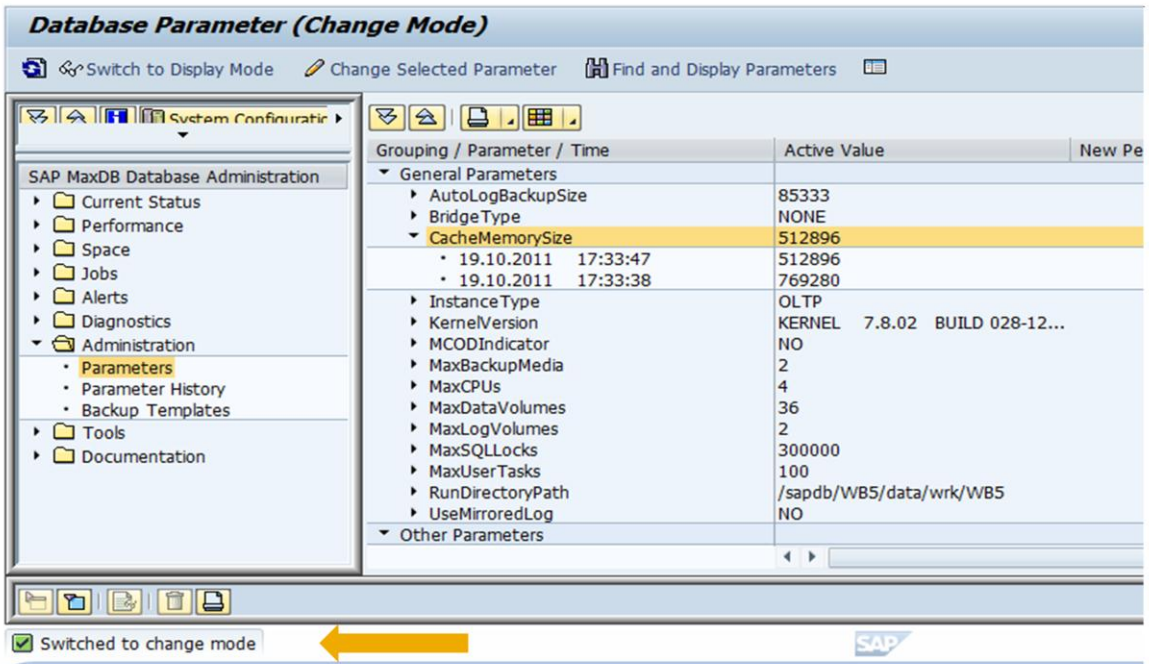 Database Parameter (Change Mode)
Switch to Display Mode Change Selected Parameter Find and Display Parameters
System Configuratic
SAP MaxDB Database Administration
Current Status
Performance
Space
Jobs
Alerts
Diagnostics
Administration
Parameters
Parameter History
Backup Templates
Tools
Documentation
Grouping / Parameter / Time Active Value New Pe
General Parameters
AutoLogBackupSize 85333
BridgeType NONE
CacheMemorySize 512896
19.10.2011 17:33:47 512896
19.10.2011 17:33:38 769280
InstanceType OLTP
KernelVersion KERNEL 7.8.02 BUILD 028-12...
MCODIndicator NO
MaxBackupMedia 2
MaxCPUs 4
MaxDataVolumes 36
MaxLogVolumes 2
MaxSQLLocks 300000
MaxUserTasks 100
RunDirectoryPath /sapdb/WB5/data/wrk/WB5
UseMirroredLog NO
Other Parameters
Switched to change mode
SAP